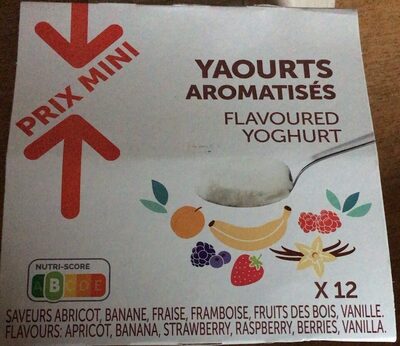 PRIX MINI
YAOURTS
AROMATISÉS
FLAVOURED
YOGHURT
NUTRI-SCORE
A B C D E
X 12
SAVEURS ABRICOT, BANANE, FRAISE, FRAMBOISE, FRUITS DES BOIS, VANILLE.
FLAVOURS: APRICOT, BANANA, STRAWBERRY, RASPBERRY, BERRIES, VANILLA.